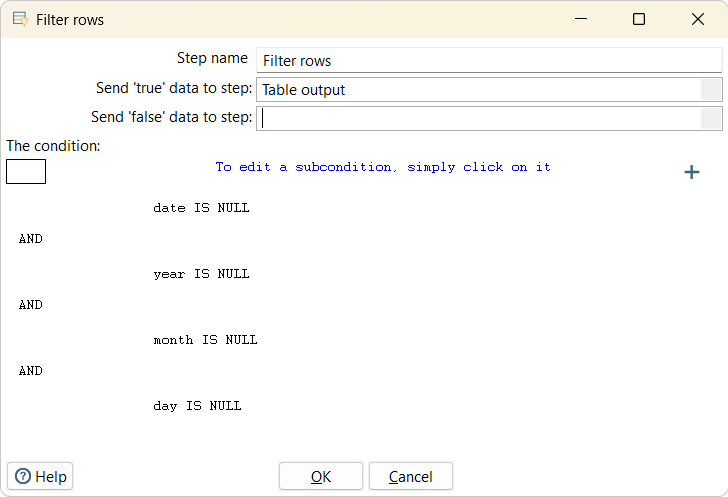 Filter rows
Step name Filter rows
Send 'true' data to step: Table output
Send 'false' data to step:
The condition:
To edit a subcondition, simply click on it
date IS NULL
AND
year IS NULL
AND
month IS NULL
AND
day IS NULL
Help OK Cancel